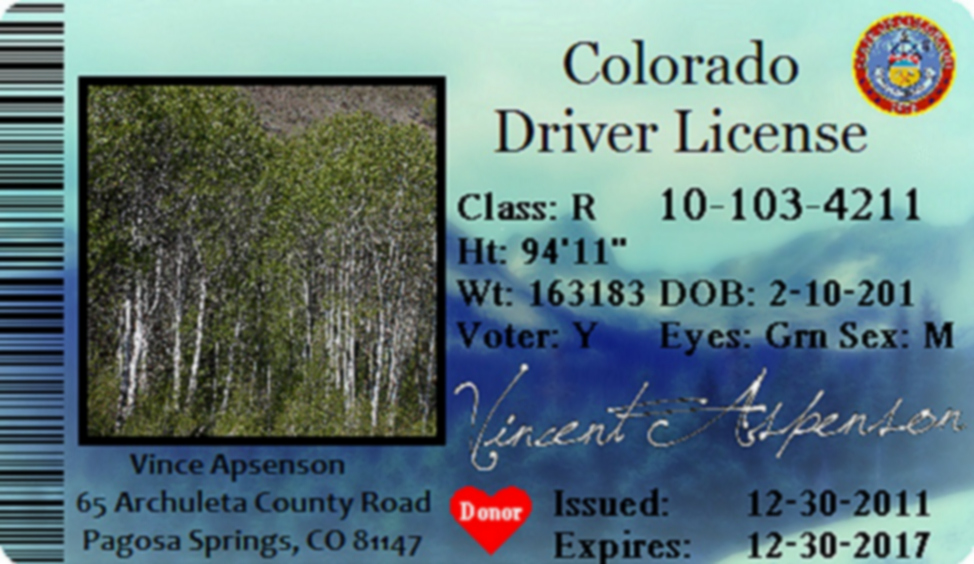 Colorado
Driver License
Class: R 10-103-4211
Ht: 94'11"
Wt: 163183 DOB: 2-10-201
Voter: Y Eyes: Grn Sex: M
Vincent Aspenson
Vince Apsenson
65 Archuleta County Road
Pagosa Springs, CO 81147
Donor
Issued: 12-30-2011
Expires: 12-30-2017